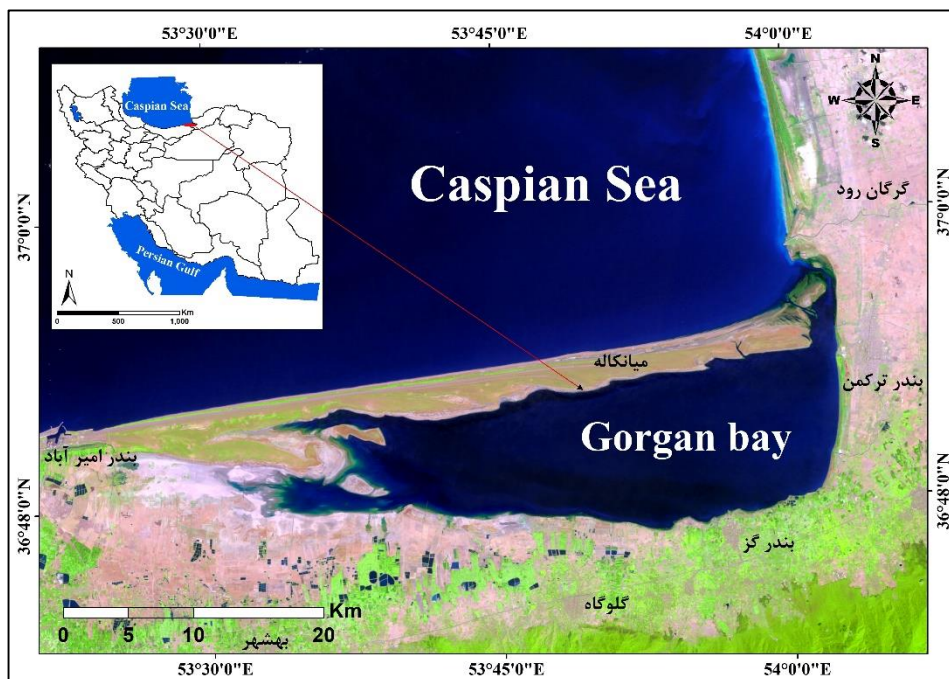 53°30'0"E
53°45'0"E
54°0'0"E
N
W
E
S
Caspian Sea
Persian Gulf
N
Km
0
500
1,000
Caspian Sea
گرگان رود
37°0'0"N
37°0'0"N
میانکاله
بندر ترکمن
Gorgan bay
بندر امیر آباد
36°48'0"N
36°48'0"N
بندر گز
گلوگاه
Km
0
5
10
20
بهشهر
53°30'0"E
53°45'0"E
54°0'0"E